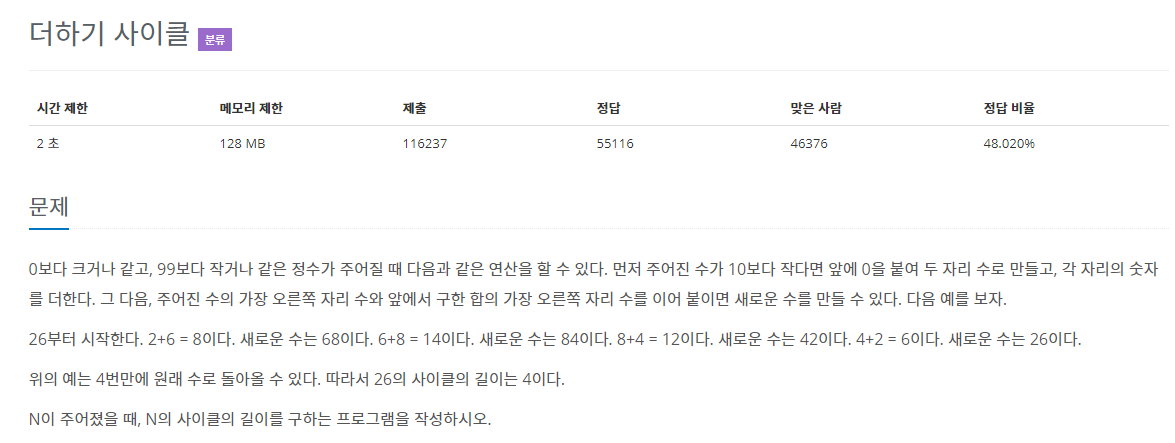 더하기 사이클 분류
시간 제한 메모리 제한 제출 정답 맞은 사람 정답 비율
2 초 128 MB 116237 55116 46376 48.020%
문제
0보다 크거나 같고, 99보다 작거나 같은 정수가 주어질 때 다음과 같은 연산을 할 수 있다. 먼저 주어진 수가 10보다 작다면 앞에 0을 붙여 두 자리 수로 만들고, 각 자리의 숫자
를 더한다. 그 다음, 주어진 수의 가장 오른쪽 자리 수와 앞에서 구한 합의 가장 오른쪽 자리 수를 이어 붙이면 새로운 수를 만들 수 있다. 다음 예를 보자.
26부터 시작한다. 2+6 = 8이다. 새로운 수는 68이다. 6+8 = 14이다. 새로운 수는 84이다. 8+4 = 12이다. 새로운 수는 42이다. 4+2 = 6이다. 새로운 수는 26이다.
위의 예는 4번만에 원래 수로 돌아올 수 있다. 따라서 26의 사이클의 길이는 4이다.
N이 주어졌을 때, N의 사이클의 길이를 구하는 프로그램을 작성하시오.